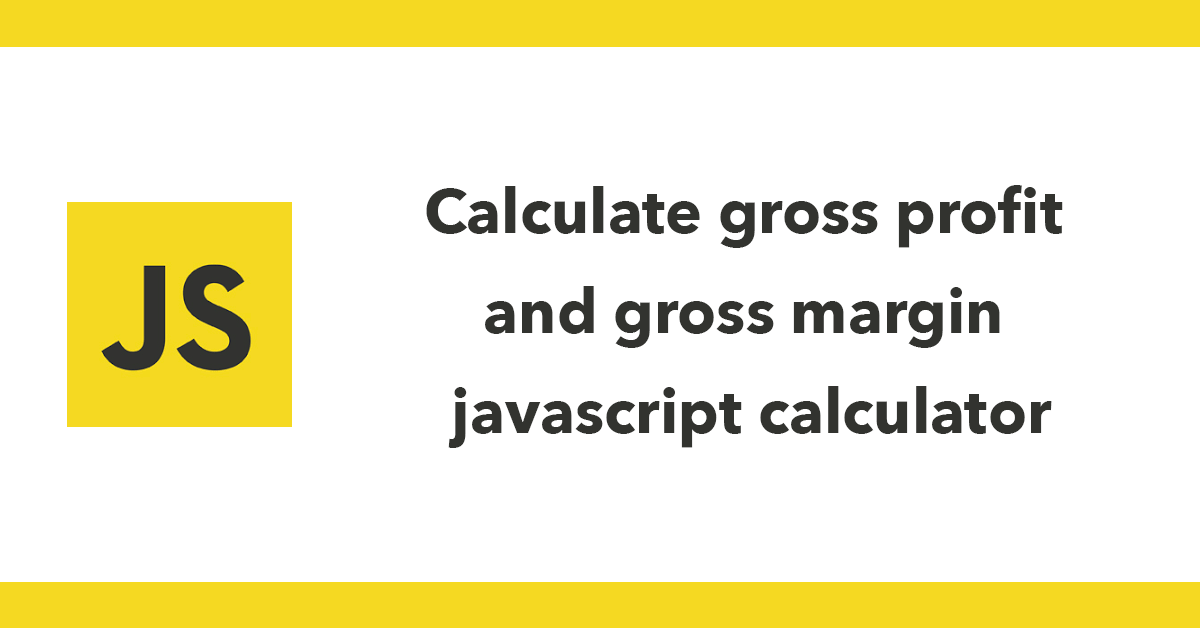 JS
Calculate gross profit
and gross margin
javascript calculator